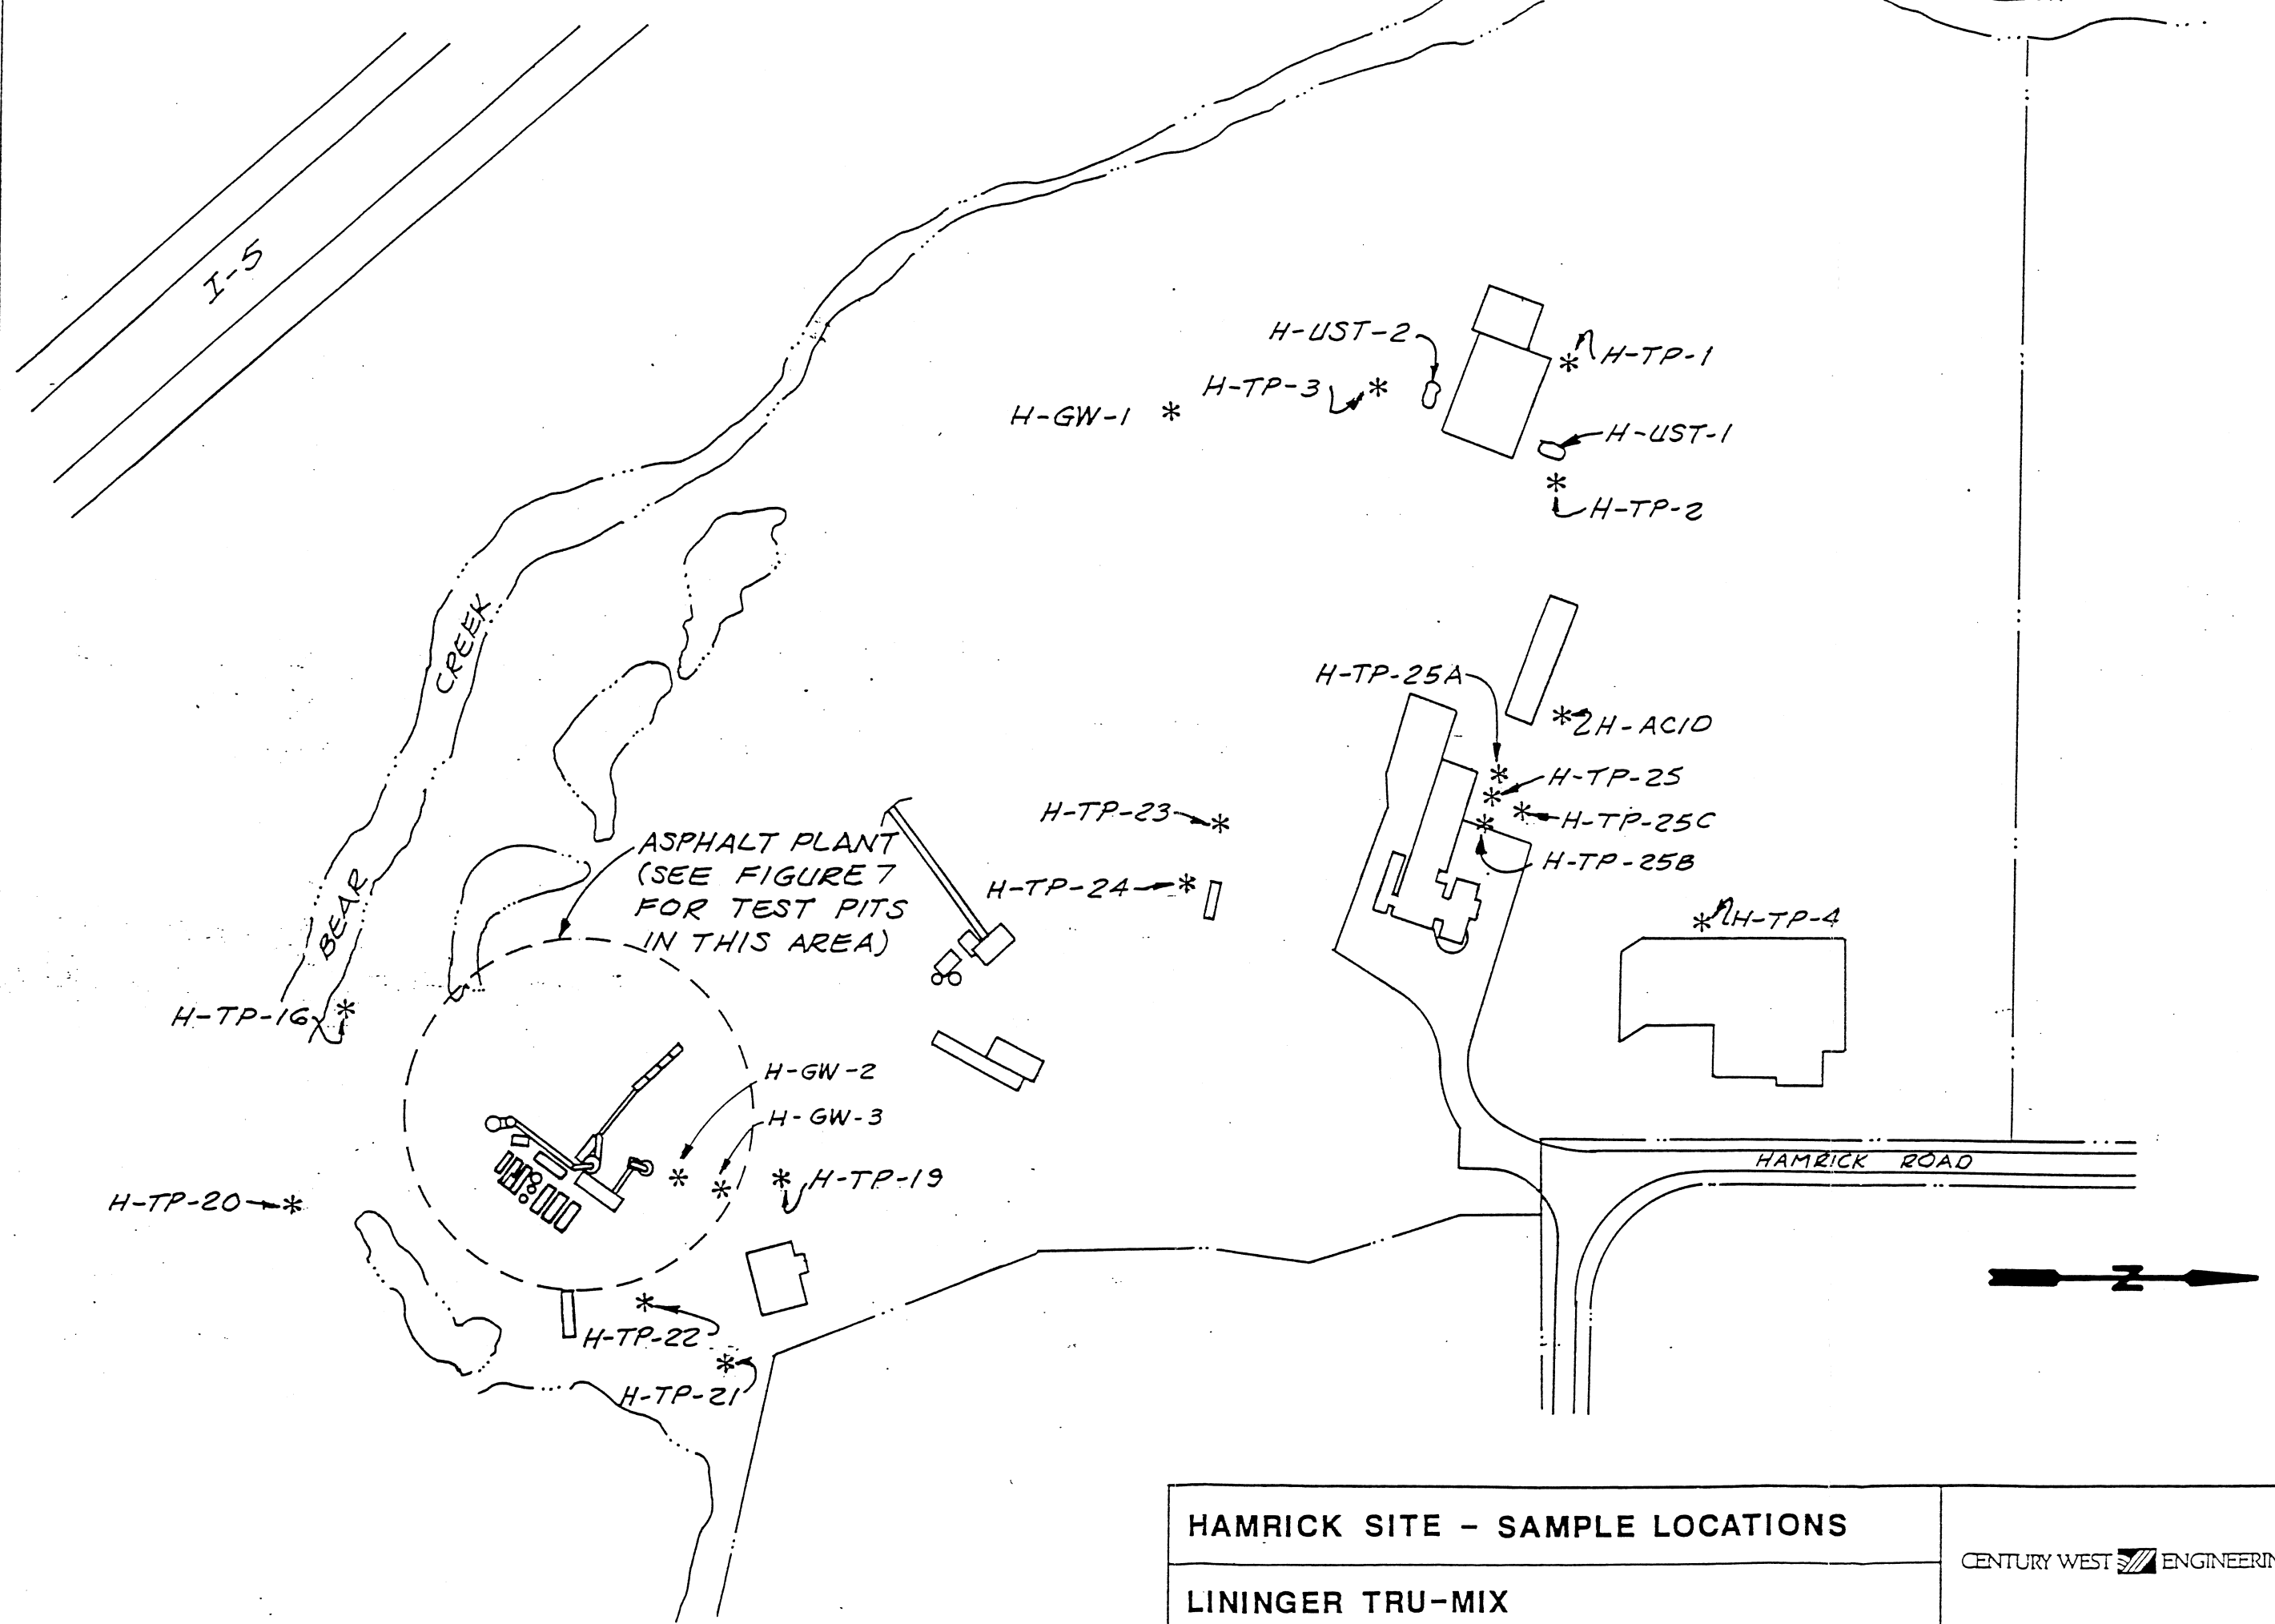 I-5
H-UST-2
H-TP-1
H-TP-3
H-GW-1
H-UST-1
H-TP-2
CREEK
BEAR
H-TP-25A
H-ACID
H-TP-25
H-TP-23
H-TP-25C
H-TP-25B
H-TP-24
ASPHALT PLANT
(SEE FIGURE 7
FOR TEST PITS
IN THIS AREA)
H-TP-4
H-TP-16
H-GW-2
H-GW-3
H-TP-19
HAMRICK ROAD
H-TP-20
N
H-TP-22
H-TP-21
HAMRICK SITE - SAMPLE LOCATIONS
CENTURY WEST ENGINEERIN
LININGER TRU-MIX